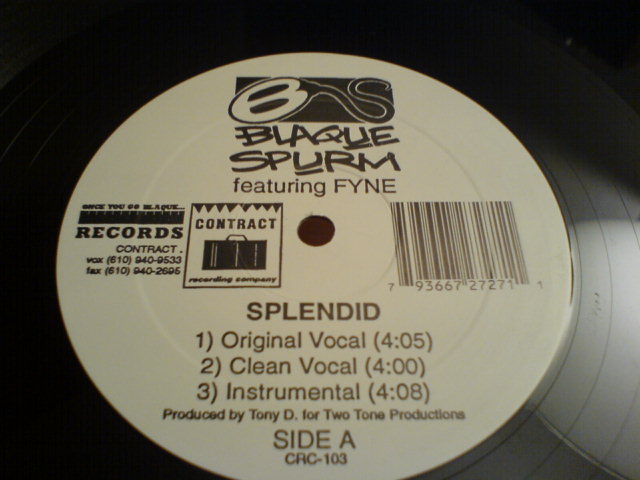 BS
BLAQUE
SPURM
featuring FYNE
ONCE YOU GO BLAQUE...
RECORDS
CONTRACT .
vox (610) 940-9533
fax (610) 940-2695
CONTRACT
recording company
7 93667 27271 1
SPLENDID
1) Original Vocal (4:05)
2) Clean Vocal (4:00)
3) Instrumental (4:08)
Produced by Tony D. for Two Tone Productions
SIDE A
CRC-103